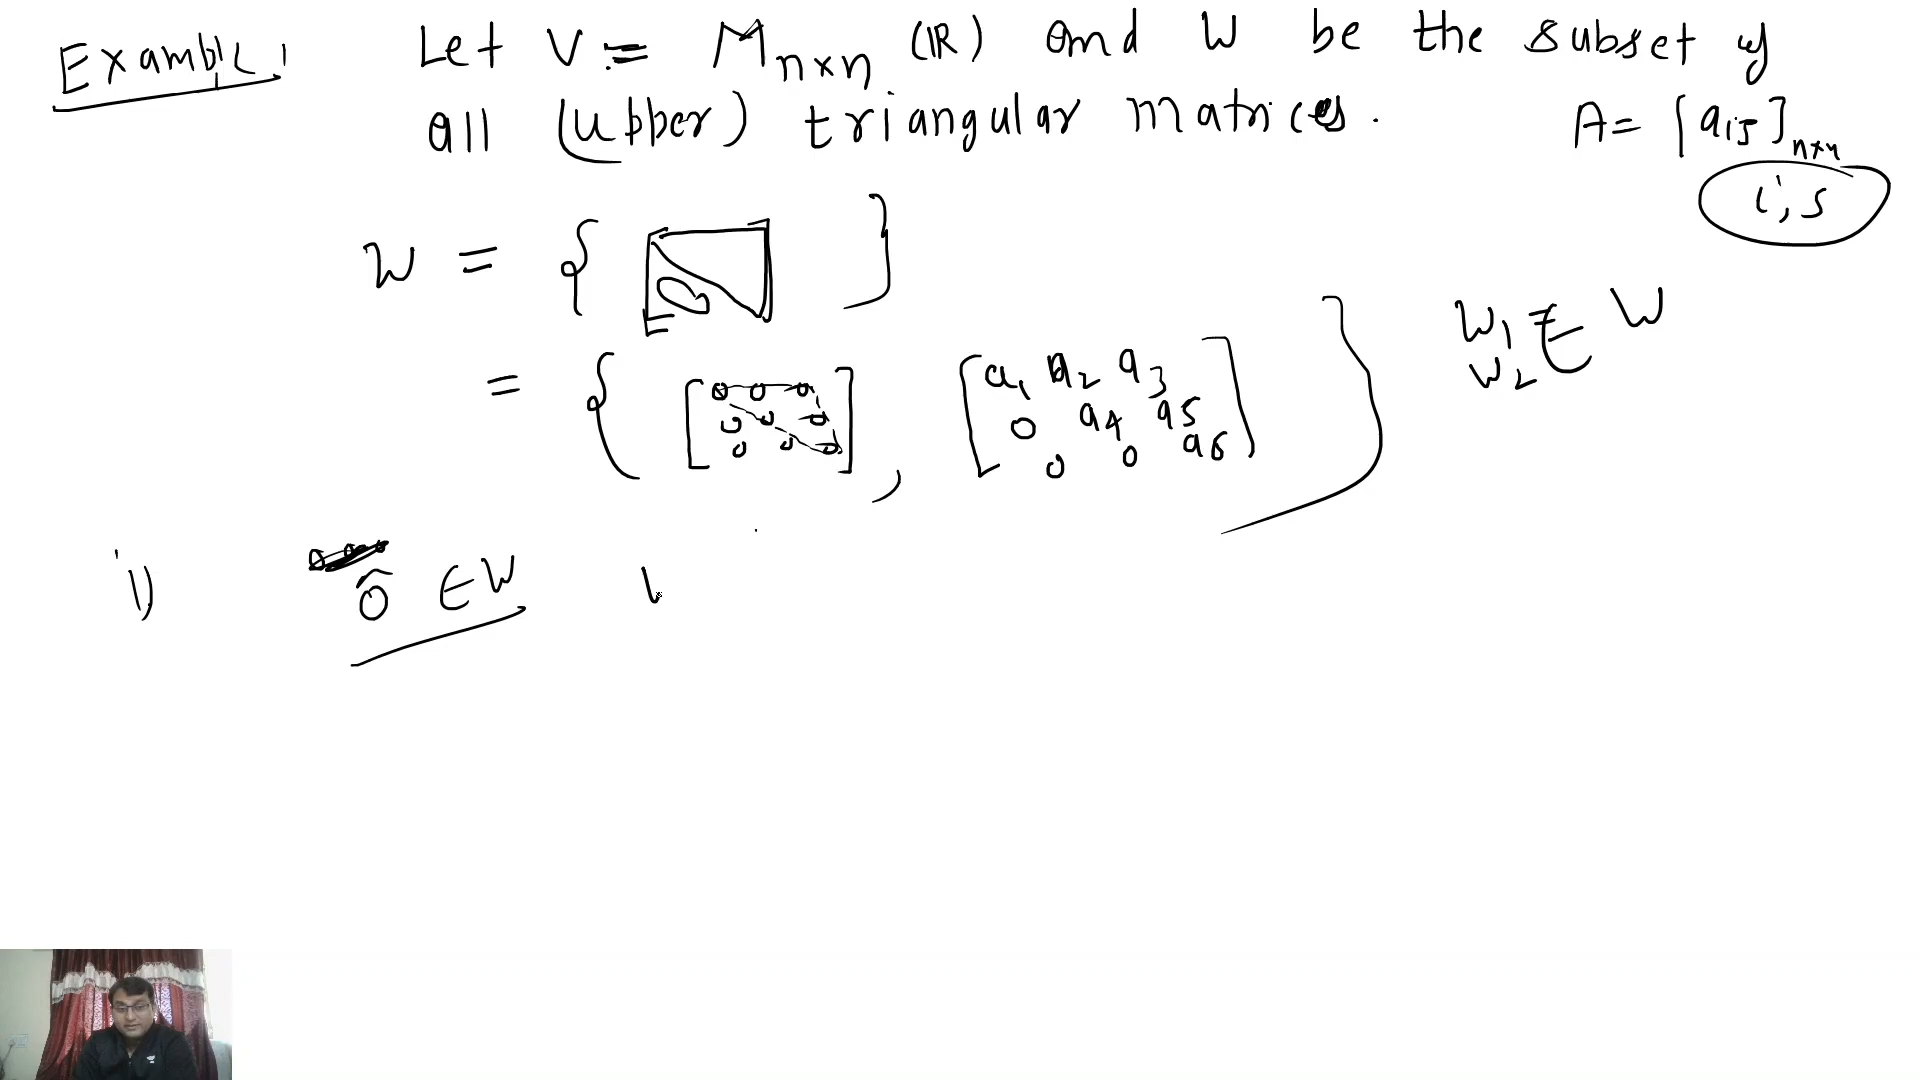 Example:
Let V = M_{n×n} (IR) and W be the subset of
all (upper) triangular matrices.
A = [a_{ij}]_{n×n}
i, j
W = { }
= { [ 0 0 0
0 0 0
0 0 0 ] , [ a_1 a_2 a_3
0 a_4 a_5
0 0 a_6 ] }
W_1
W_2 ∈ W
i) 0̂ ∈ W